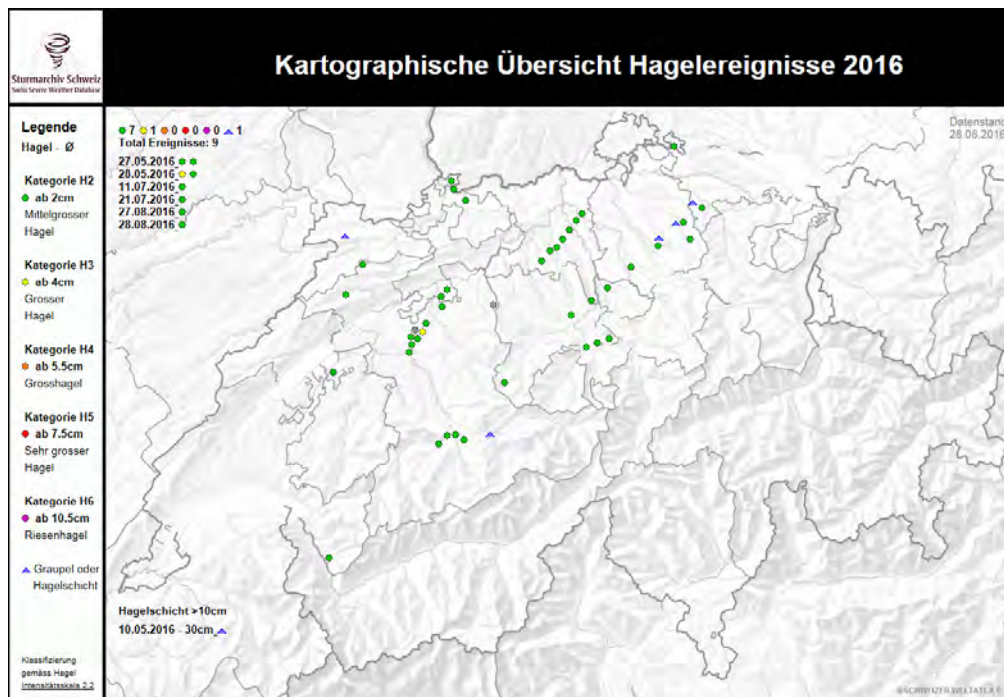 Sturmarchiv Schweiz
Swiss Severe Weather Database
Kartographische Übersicht Hagelereignisse 2016
Legende
Hagel - Ø
Kategorie H2
ab 2cm
Mittelgrosser
Hagel
Kategorie H3
ab 4cm
Grosser
Hagel
Kategorie H4
ab 5.5cm
Grosshagel
Kategorie H5
ab 7.5cm
Sehr grosser
Hagel
Kategorie H6
ab 10.5cm
Riesenhagel
Graupel oder
Hagelschicht
Klassifizierung
gemäss Hagel
Intensitätsskala 2.2
7 1 0 0 0 1
Total Ereignisse: 9
27.05.2016
28.05.2016
11.07.2016
21.07.2016
27.08.2016
28.08.2016
Datenstand
28.08.2016
Hagelschicht >10cm
10.05.2016 - 30cm